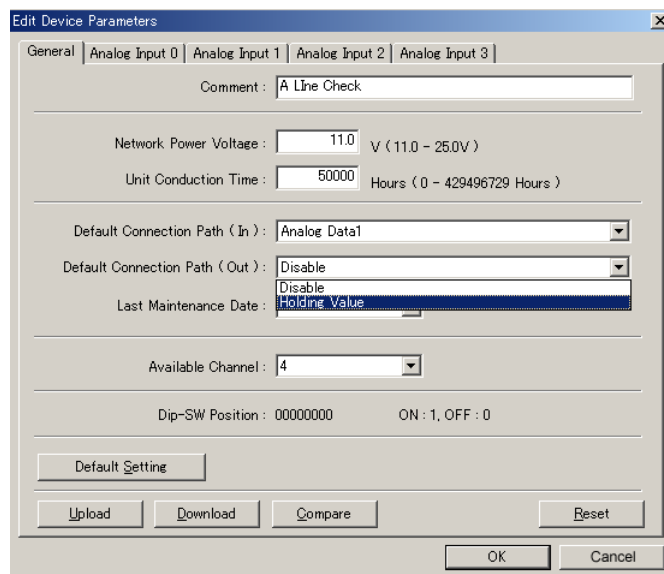 Edit Device Parameters
General Analog Input 0 Analog Input 1 Analog Input 2 Analog Input 3
Comment : A LIne Check
Network Power Voltage : 11.0 V ( 11.0 - 25.0V )
Unit Conduction Time : 50000 Hours ( 0 - 429496729 Hours )
Default Connection Path ( In ) : Analog Data1
Default Connection Path ( Out ) : Disable
Disable
Holding Value
Last Maintenance Date :
Available Channel : 4
Dip-SW Position : 00000000 ON : 1, OFF : 0
Default Setting
Upload Download Compare Reset
OK Cancel